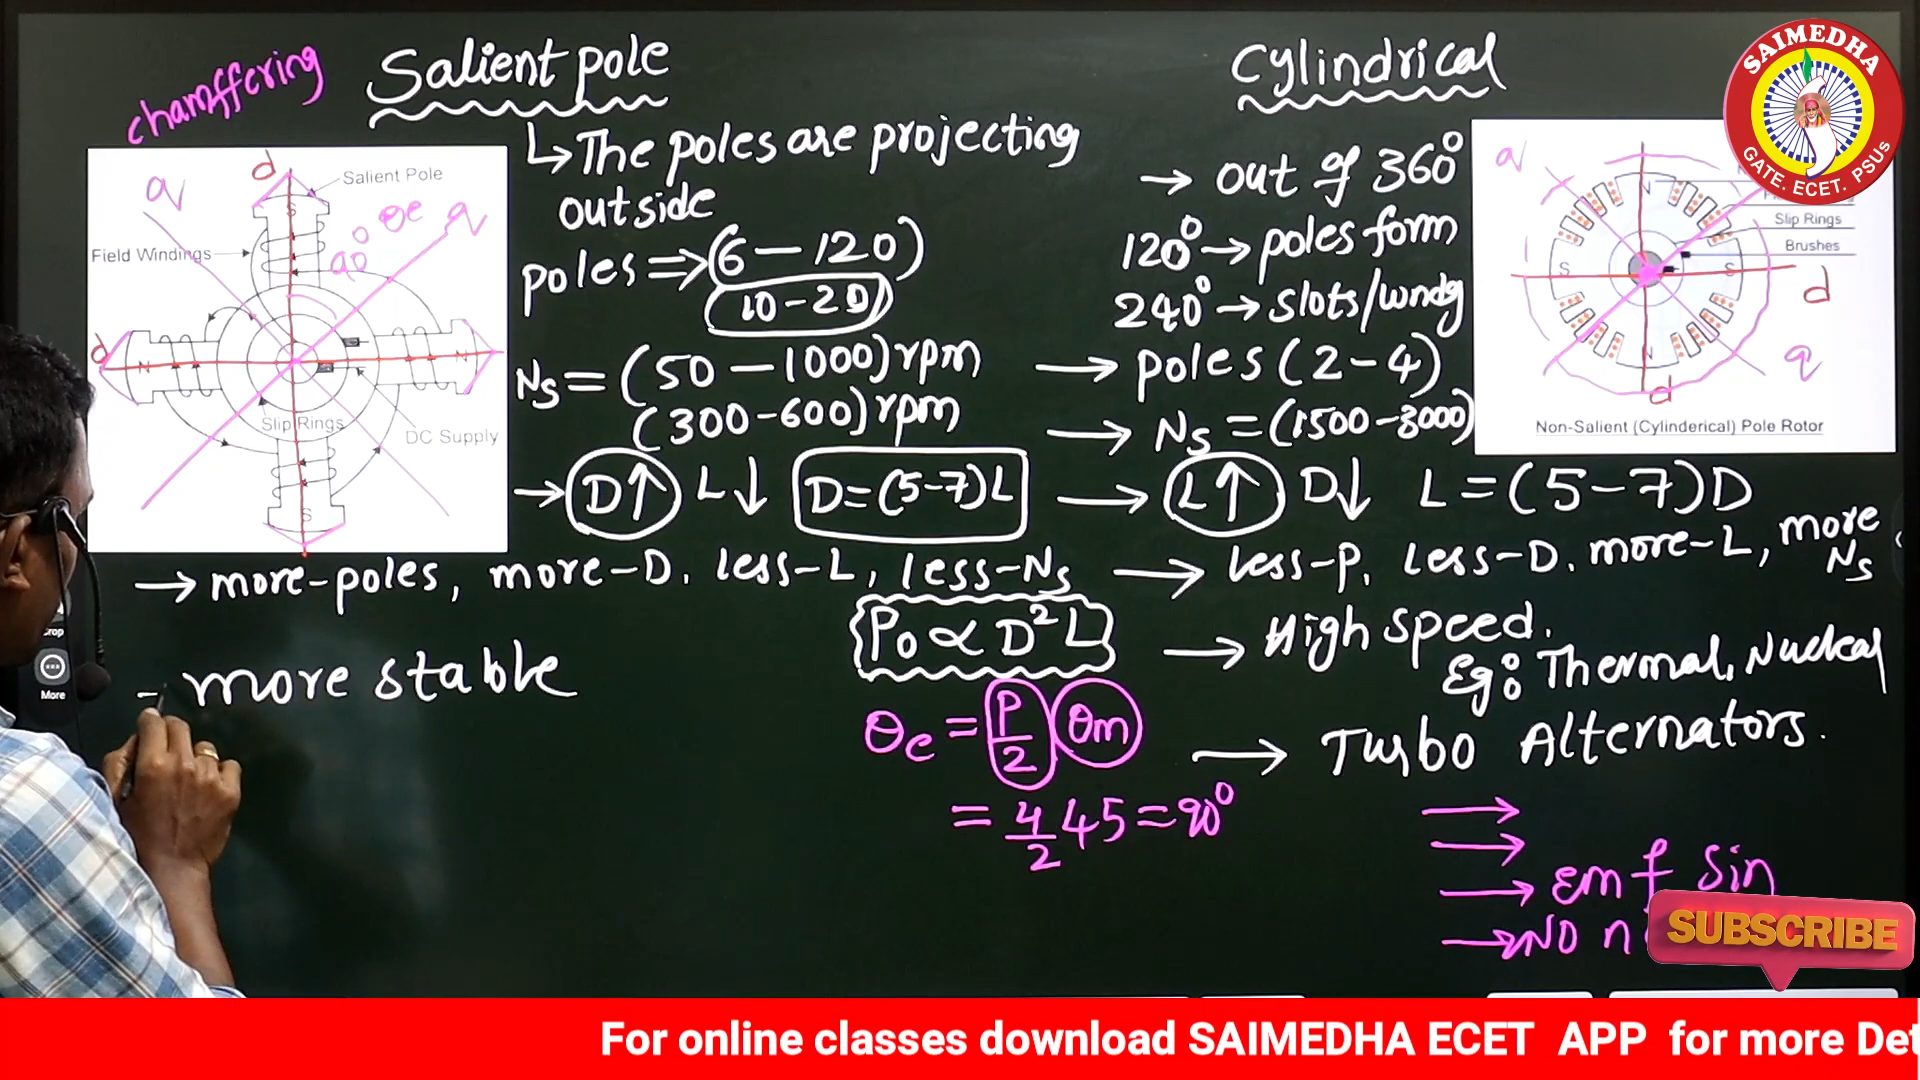 chamffering
Salient pole
↳ The poles are projecting
outside
poles ⇒ (6 – 120)
(10 – 20)
Ns = (50 – 1000) rpm
(300 - 600) rpm
→ D↑ L↓ D = (5-7)L
→ more-poles, more-D. less-L, less-Ns
P₀ ∝ D²L
- more stable
θe = P/2 θm
= 4/2 45 = 90°
d
Salient Pole
q
90° θe
q
S
Field Windings
d
N
N
Slip Rings
DC Supply
S
Cylindrical
→ out of 360°
120° → poles form
240° → slots/wndg
→ poles (2 – 4)
→ Ns = (1500 – 3000)
→ L↑ D↓ L = (5 – 7)D
→ less-P, less-D. more-L, more
Ns
→ High speed.
Eg: Thermal, Nuclear
→ Turbo Alternators.
→
→
→ emf sin
→ NO
q
N
Slip Rings
Brushes
S
S
d
N
q
d
Non-Salient (Cylinderical) Pole Rotor
SAIMEDHA
GATE. ECET. PSUs
rop
More
SUBSCRIBE
For online classes download SAIMEDHA ECET APP for more Det